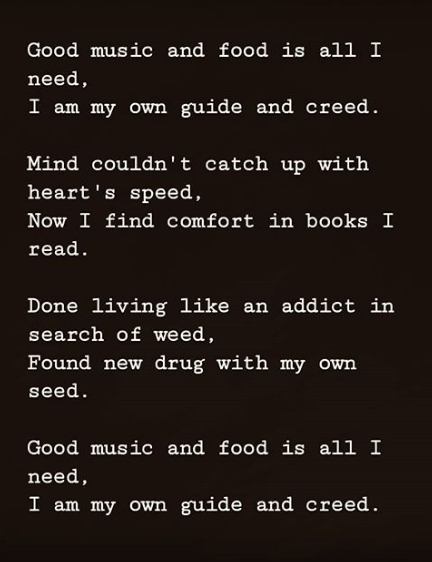 Good music and food is all I
need,
I am my own guide and creed.
Mind couldn't catch up with
heart's speed,
Now I find comfort in books I
read.
Done living like an addict in
search of weed,
Found new drug with my own
seed.
Good music and food is all I
need,
I am my own guide and creed.